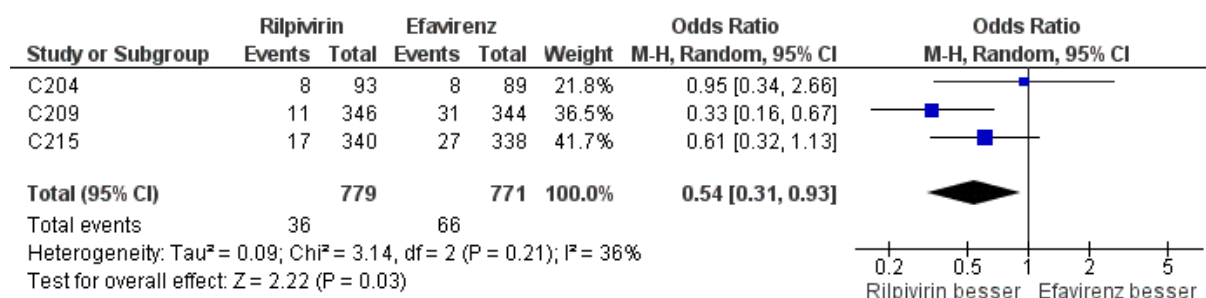 Rilpivirin Efavirenz Odds Ratio Odds Ratio
Study or Subgroup Events Total Events Total Weight M-H, Random, 95% CI M-H, Random, 95% CI
C204 8 93 8 89 21.8% 0.95 [0.34, 2.66]
C209 11 346 31 344 36.5% 0.33 [0.16, 0.67]
C215 17 340 27 338 41.7% 0.61 [0.32, 1.13]
Total (95% CI) 779 771 100.0% 0.54 [0.31, 0.93]
Total events 36 66
Heterogeneity: Tau² = 0.09; Chi² = 3.14, df = 2 (P = 0.21); I² = 36%
Test for overall effect: Z = 2.22 (P = 0.03)
0.2 0.5 1 2 5
Rilpivirin besser Efavirenz besser